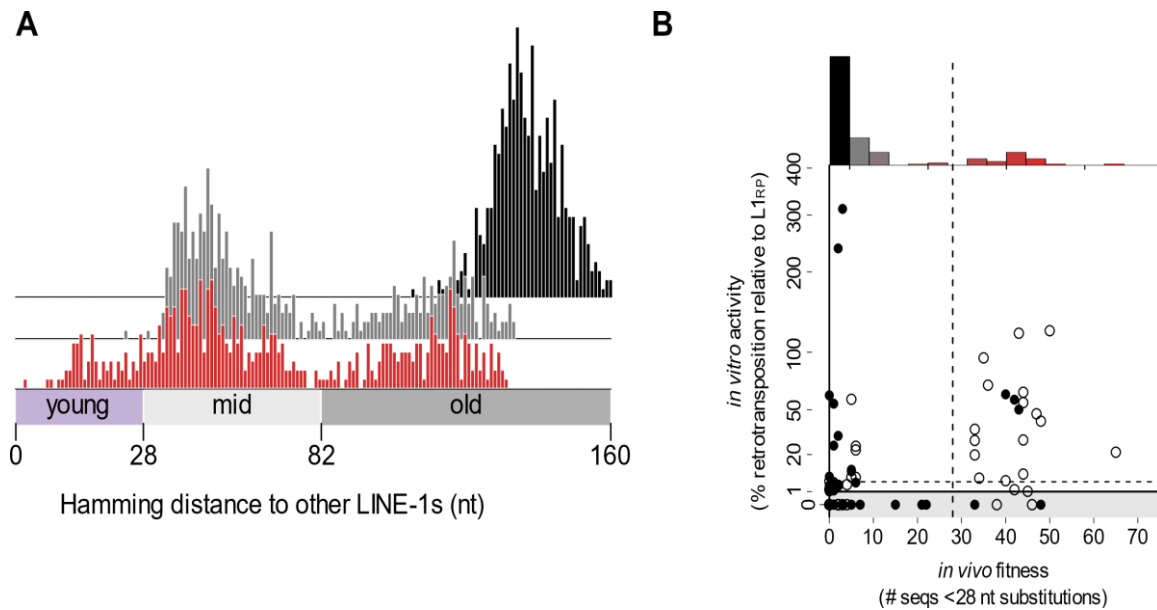 A
young mid old
0 28 82 160
Hamming distance to other LINE-1s (nt)
B
in vitro activity
(% retrotransposition relative to L1RP)
400
300
200
100
50
20
1
0
0 10 20 30 40 50 60 70
in vivo fitness
(# seqs <28 nt substitutions)